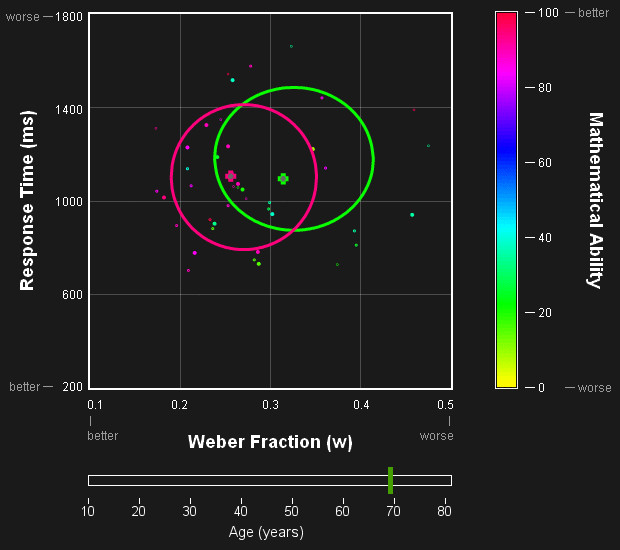 worse
1800
1400
1000
600
better
200
Response Time (ms)
0.1
0.2
0.3
0.4
0.5
better
worse
Weber Fraction (w)
10
20
30
40
50
60
70
80
Age (years)
100
better
80
60
40
20
0
worse
Mathematical Ability